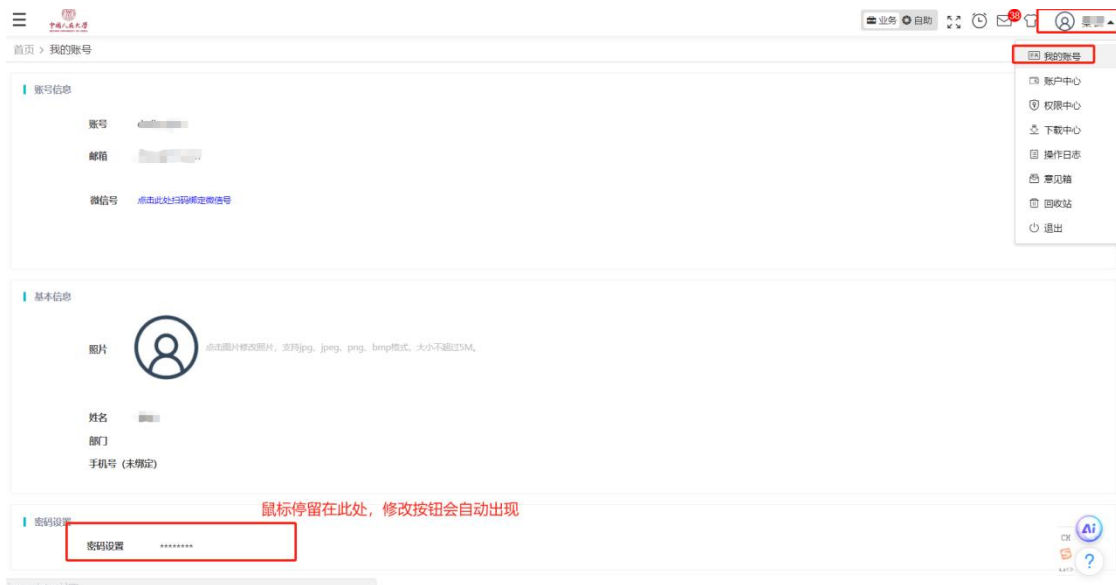 中国人民大学
业务 自助
38
首页 > 我的账号
我的账号
账户中心
权限中心
下载中心
操作日志
意见箱
回收站
退出
账号信息
账号
邮箱
微信号 点击此处扫码绑定微信号
基本信息
照片 点击图片修改照片，支持jpg、jpeg、png、bmp格式，大小不超过5M。
姓名
部门
手机号 (未绑定)
鼠标停留在此处，修改按钮会自动出现
密码设置
密码设置 ********
Ai
?